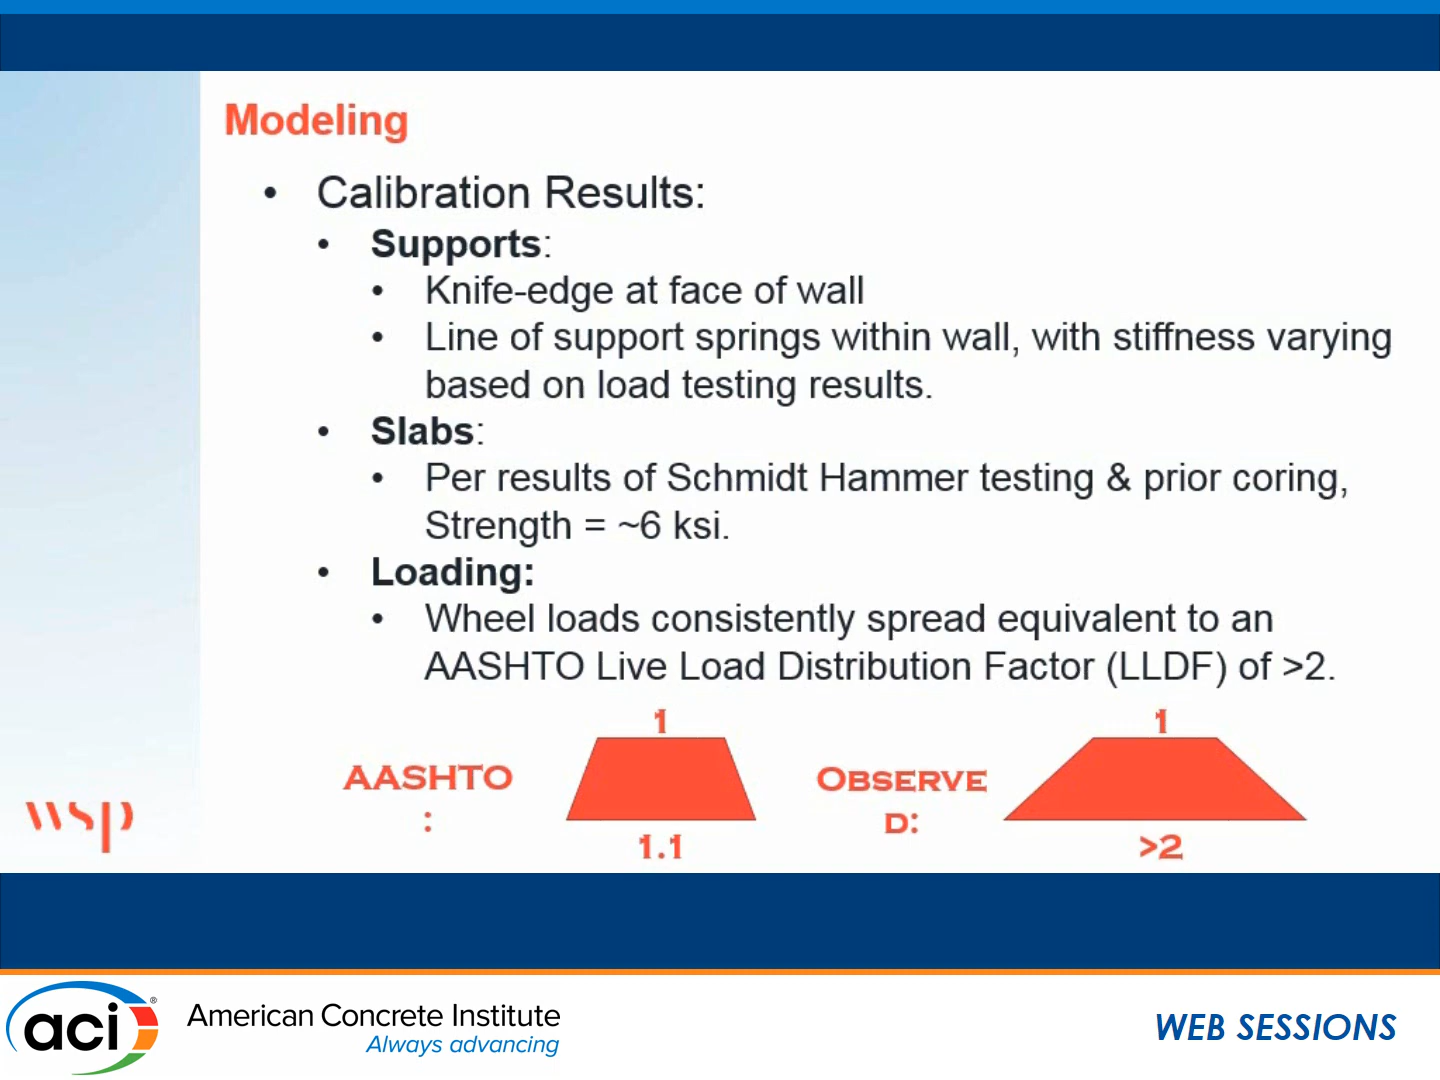 Modeling
• Calibration Results:
• Supports:
• Knife-edge at face of wall
• Line of support springs within wall, with stiffness varying
based on load testing results.
• Slabs:
• Per results of Schmidt Hammer testing & prior coring,
Strength = ~6 ksi.
• Loading:
• Wheel loads consistently spread equivalent to an
AASHTO Live Load Distribution Factor (LLDF) of >2.
1
AASHTO
:
1.1
1
OBSERVE
D:
>2
wsp
aci®
American Concrete Institute
Always advancing
WEB SESSIONS